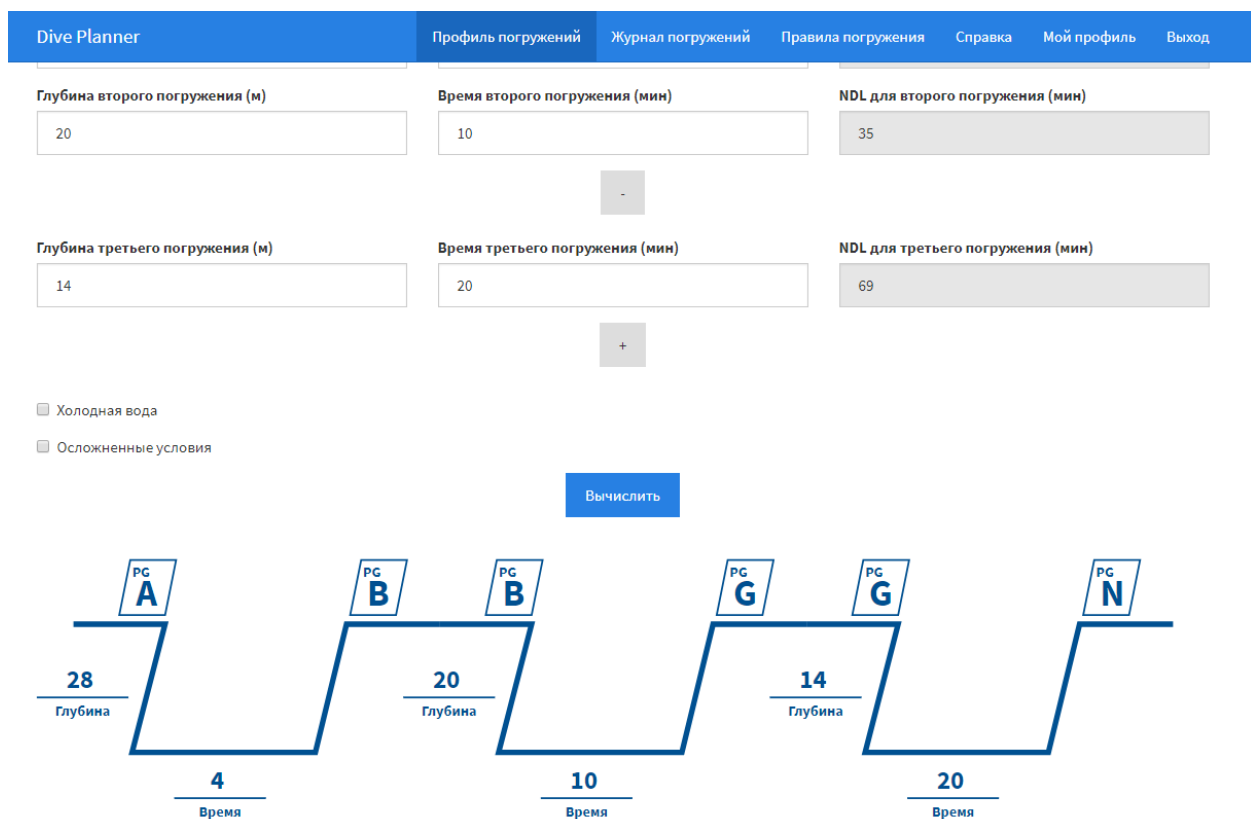 Dive Planner Профиль погружений Журнал погружений Правила погружения Справка Мой профиль Выход
Глубина второго погружения (м) Время второго погружения (мин) NDL для второго погружения (мин)
20 10 35
-
Глубина третьего погружения (м) Время третьего погружения (мин) NDL для третьего погружения (мин)
14 20 69
+
Холодная вода
Осложненные условия
Вычислить
PG PG PG PG PG PG
A B B G G N
28 20 14
Глубина Глубина Глубина
4 10 20
Время Время Время